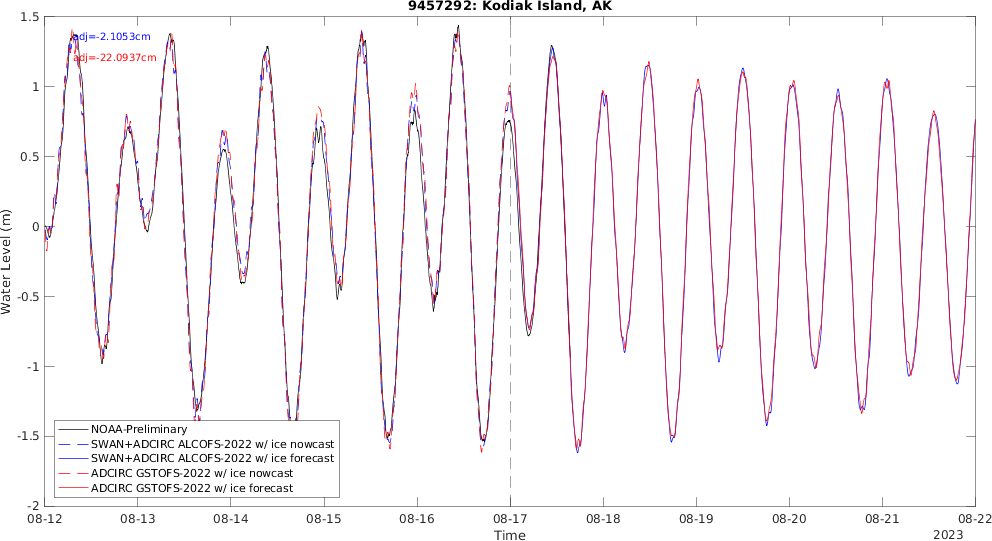 9457292: Kodiak Island, AK
1.5
adj=-2.1053cm
adj=-22.0937cm
1
0.5
0
-0.5
-1
-1.5
-2
Water Level (m)
NOAA-Preliminary
SWAN+ADCIRC ALCOFS-2022 w/ ice nowcast
SWAN+ADCIRC ALCOFS-2022 w/ ice forecast
ADCIRC GSTOFS-2022 w/ ice nowcast
ADCIRC GSTOFS-2022 w/ ice forecast
08-12 08-13 08-14 08-15 08-16 08-17 08-18 08-19 08-20 08-21 08-22
Time
2023